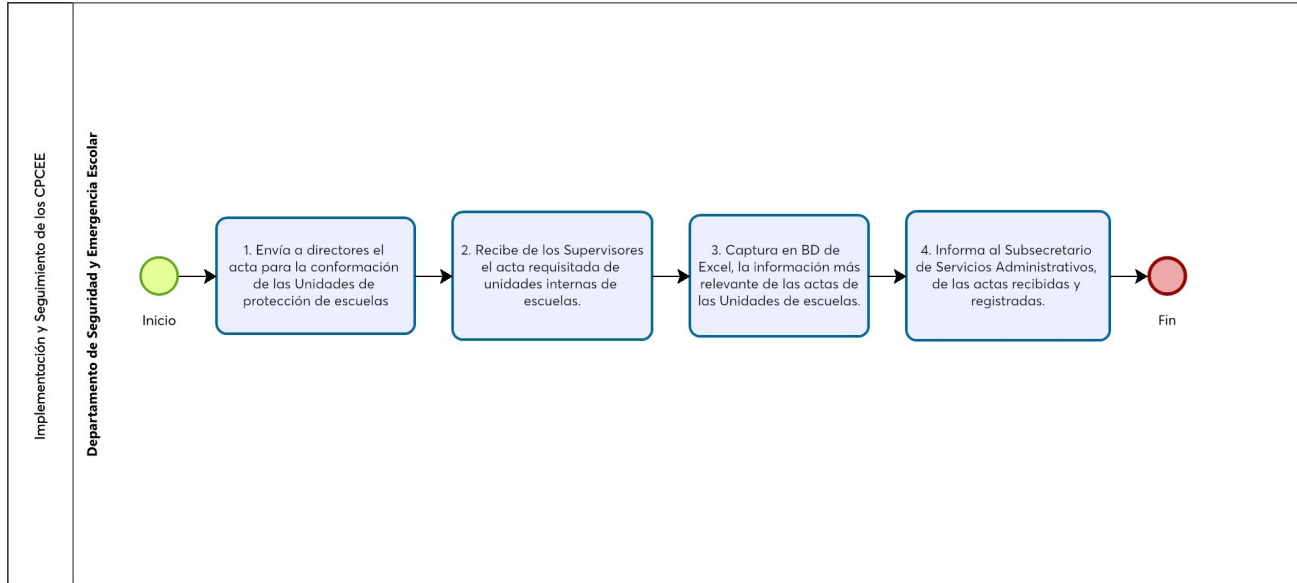 Implementación y Seguimiento de los CPCEE
Departamento de Seguridad y Emergencia Escolar
Inicio
1. Envía a directores el
acta para la conformación
de las Unidades de
protección de escuelas
2. Recibe de los Supervisores
el acta requisitada de
unidades internas de
escuelas.
3. Captura en BD de
Excel, la información más
relevante de las actas de
las Unidades de escuelas.
4. Informa al Subsecretario
de Servicios Administrativos,
de las actas recibidas y
registradas.
Fin